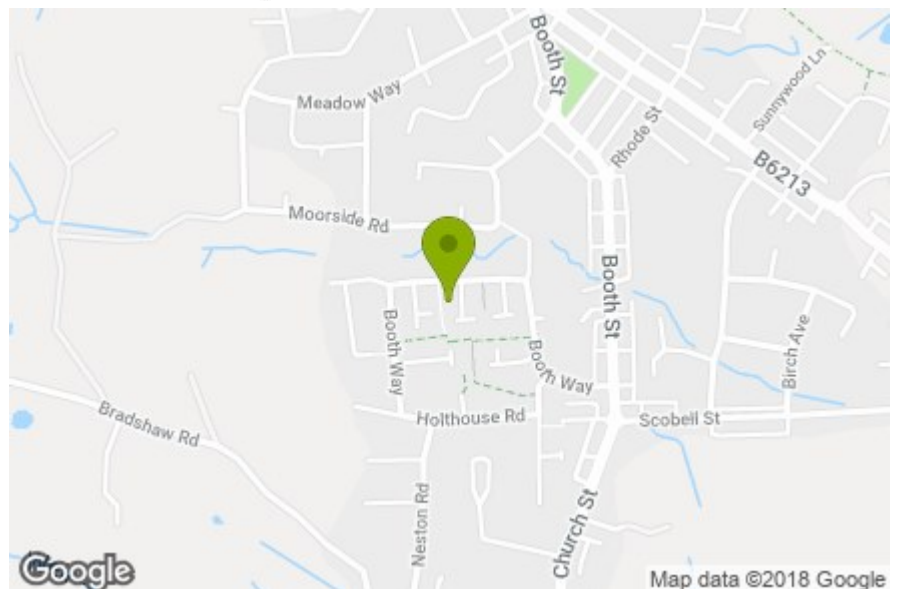 Booth St
Sunnywood Ln
Meadow Way
Rhode St
B6213
Moorside Rd
Booth St
Booth Way
Booth Way
Birch Ave
Bradshaw Rd
Holthouse Rd
Scobell St
Neston Rd
Church St
Google
Map data ©2018 Google